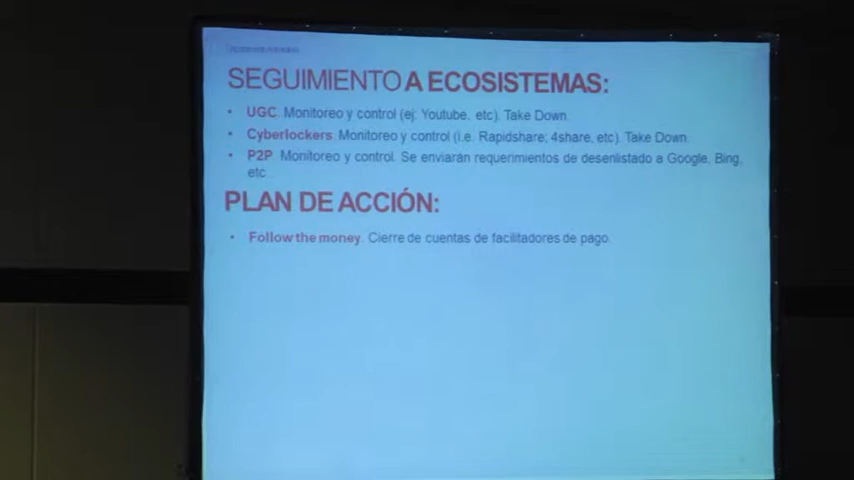 SEGUIMIENTO A ECOSISTEMAS:
• UGC. Monitoreo y control (ej: Youtube, etc). Take Down.
• Cyberlockers. Monitoreo y control (i.e. Rapidshare; 4share, etc). Take Down.
• P2P. Monitoreo y control. Se enviarán requerimientos de desenlistado a Google, Bing,
etc.
PLAN DE ACCIÓN:
• Follow the money. Cierre de cuentas de facilitadores de pago.